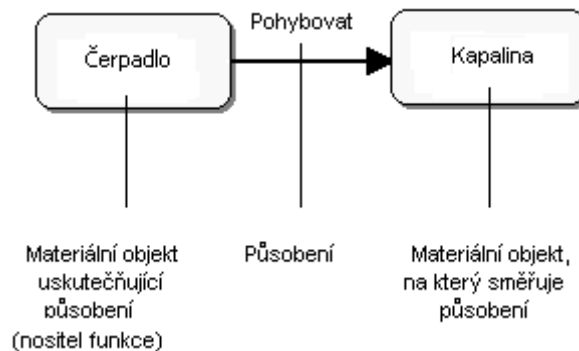 Pohybovat
Čerpadlo
Kapalina
Materiální objekt
uskutečňující
působení
(nositel funkce)
Působení
Materiální objekt,
na který směřuje
působení